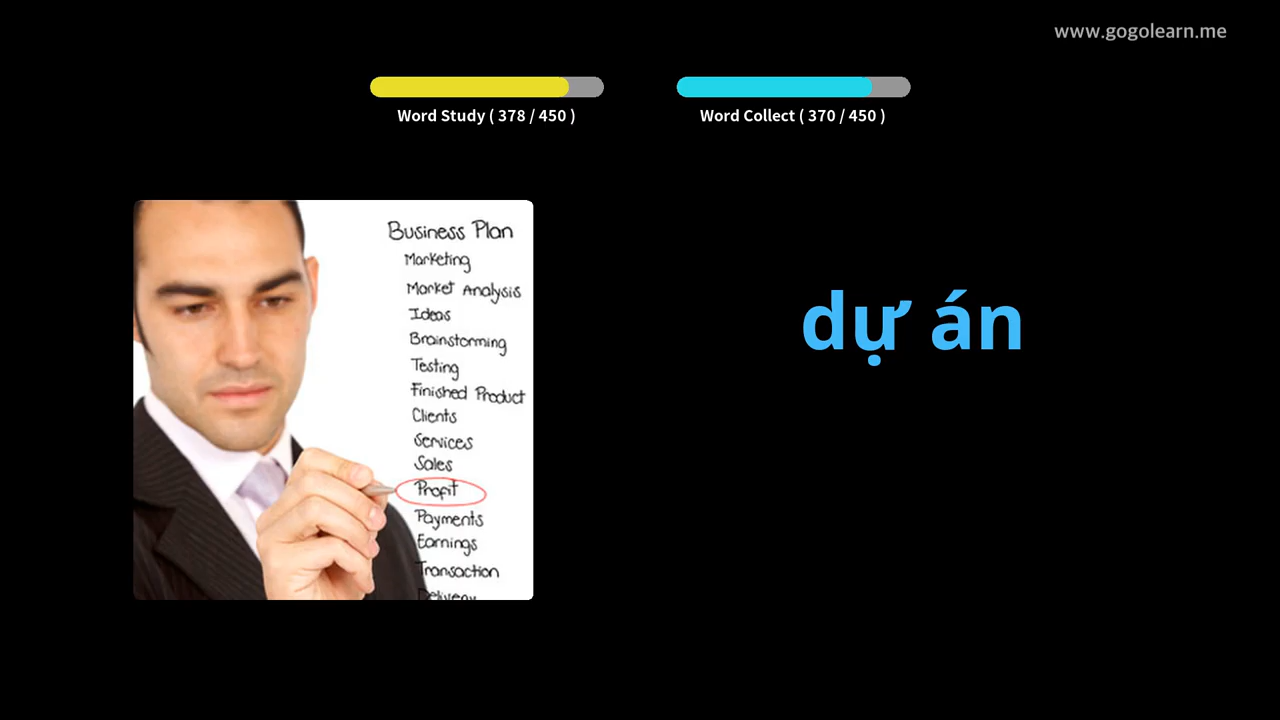 www.gogolearn.me
Word Study ( 378 / 450 )
Word Collect ( 370 / 450 )
Business Plan
Marketing
Market Analysis
Ideas
Brainstorming
Testing
Finished Product
Clients
Services
Sales
Profit
Payments
Earnings
Transaction
Delivery
dự án